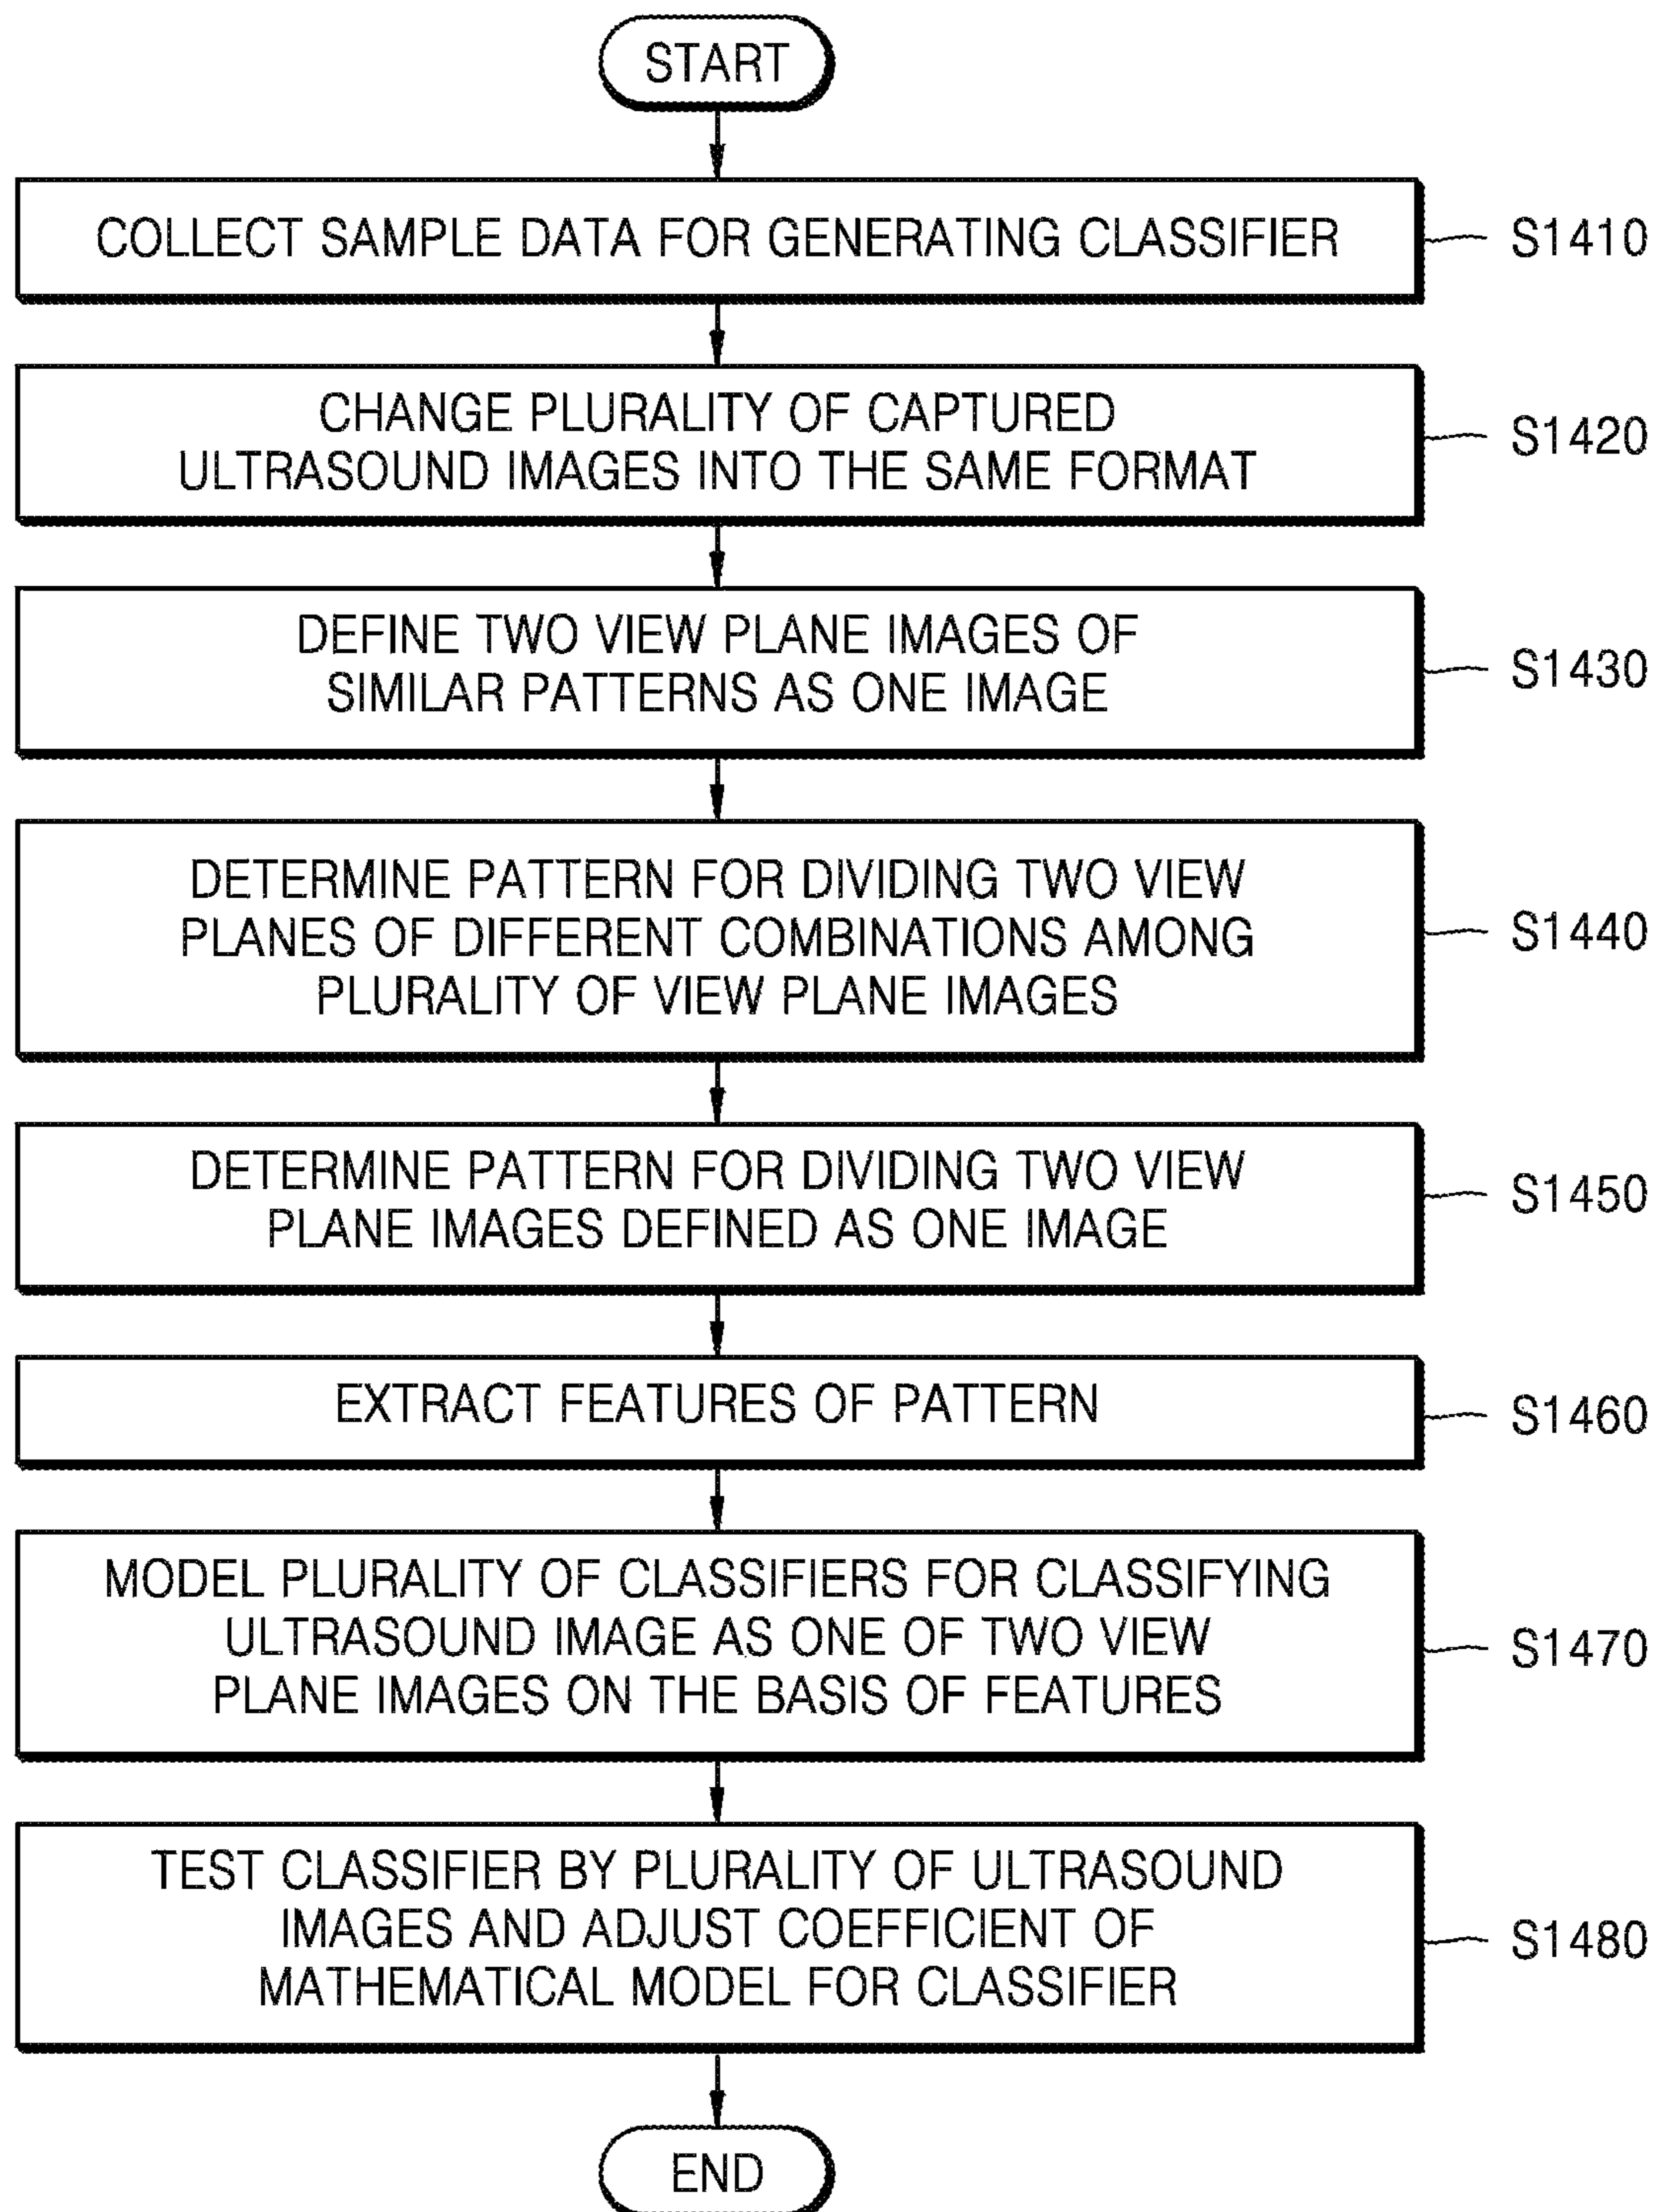 START
COLLECT SAMPLE DATA FOR GENERATING CLASSIFIER
S1410
CHANGE PLURALITY OF CAPTURED
ULTRASOUND IMAGES INTO THE SAME FORMAT
S1420
DEFINE TWO VIEW PLANE IMAGES OF
SIMILAR PATTERNS AS ONE IMAGE
S1430
DETERMINE PATTERN FOR DIVIDING TWO VIEW
PLANES OF DIFFERENT COMBINATIONS AMONG
PLURALITY OF VIEW PLANE IMAGES
S1440
DETERMINE PATTERN FOR DIVIDING TWO VIEW
PLANE IMAGES DEFINED AS ONE IMAGE
S1450
EXTRACT FEATURES OF PATTERN
S1460
MODEL PLURALITY OF CLASSIFIERS FOR CLASSIFYING
ULTRASOUND IMAGE AS ONE OF TWO VIEW
PLANE IMAGES ON THE BASIS OF FEATURES
S1470
TEST CLASSIFIER BY PLURALITY OF ULTRASOUND
IMAGES AND ADJUST COEFFICIENT OF
MATHEMATICAL MODEL FOR CLASSIFIER
S1480
END